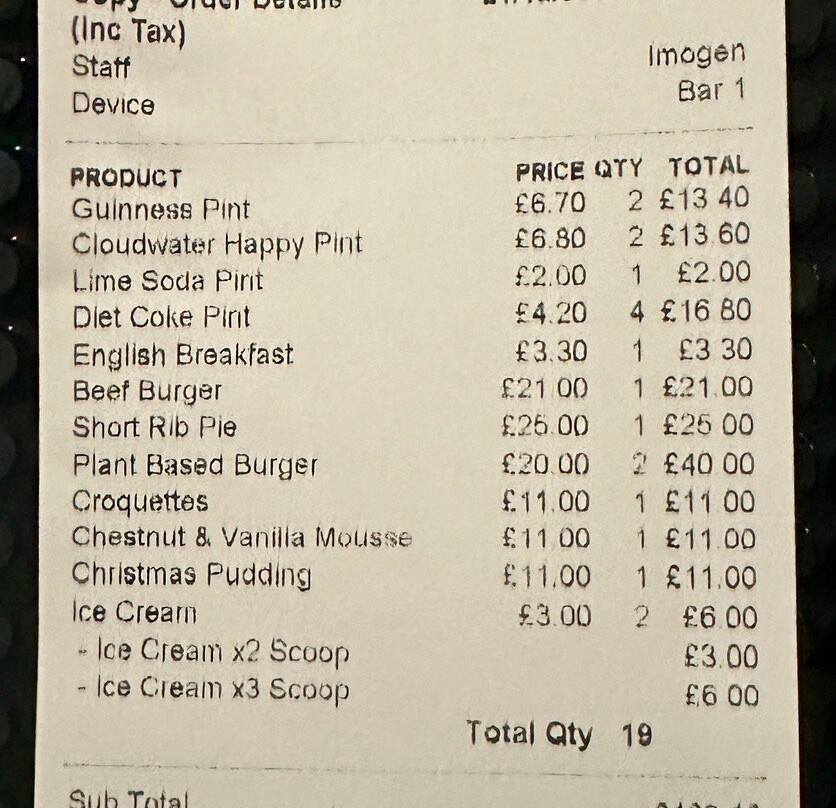 Copy Order Details
(Inc Tax)
Staff Imogen
Device Bar 1
PRODUCT PRICE QTY TOTAL
Guinness Pint £6.70 2 £13.40
Cloudwater Happy Pint £6.80 2 £13.60
Lime Soda Pint £2.00 1 £2.00
Diet Coke Pint £4.20 4 £16.80
English Breakfast £3.30 1 £3.30
Beef Burger £21.00 1 £21.00
Short Rib Pie 1
Plant Based Burger £20.00 2 £40.00
Croquettes £11.00 1 £11.00
Chestnut & Vanilla Mousse £11.00 1 £11.00
Christmas Pudding £11.00 1 £11.00
Ice Cream £3.00 2 £6.00
- Ice Cream x2 Scoop £3.00
- Ice Cream x3 Scoop £6.00
Total Qty 19
Sub Total